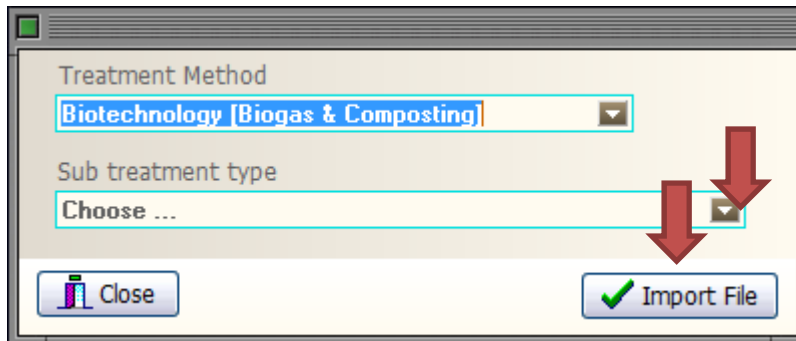 Treatment Method
Biotechnology [Biogas & Composting]
Sub treatment type
Choose ...
Close
Import File